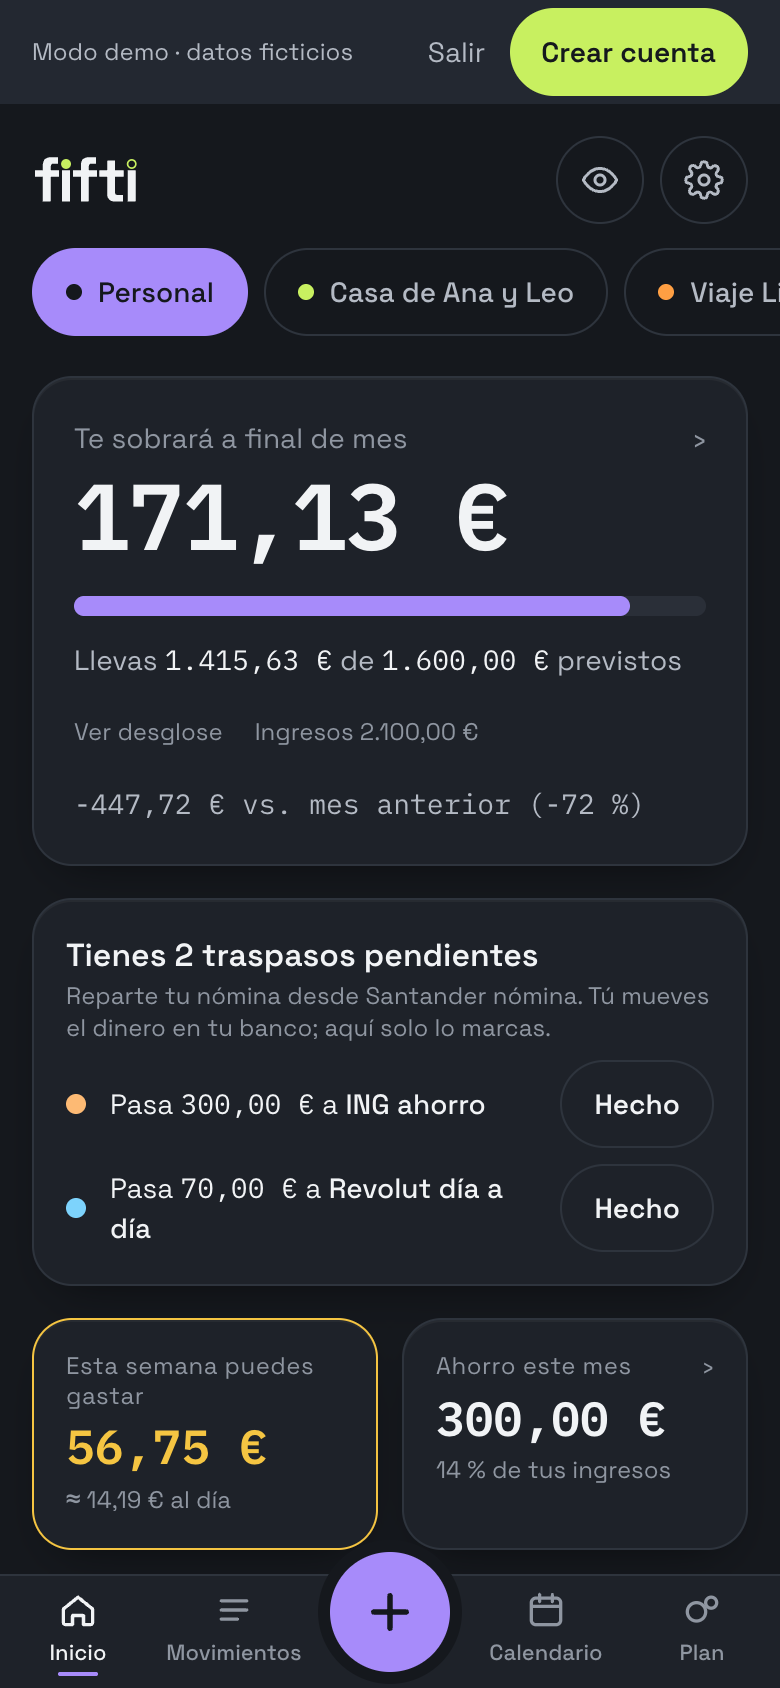 Modo demo · datos ficticios
Salir
Crear cuenta
fifti
Personal
Casa de Ana y Leo
Viaje Li
Te sobrará a final de mes
>
171,13 €
Llevas 1.415,63 € de 1.600,00 € previstos
Ver desglose
Ingresos 2.100,00 €
-447,72 € vs. mes anterior (-72 %)
Tienes 2 traspasos pendientes
Reparte tu nómina desde Santander nómina. Tú mueves
el dinero en tu banco; aquí solo lo marcas.
Pasa 300,00 € a ING ahorro
Hecho
Pasa 70,00 € a Revolut día a
día
Hecho
Esta semana puedes
gastar
56,75 €
≈ 14,19 € al día
Ahorro este mes
>
300,00 €
14 % de tus ingresos
Inicio
Movimientos
+
Calendario
Plan